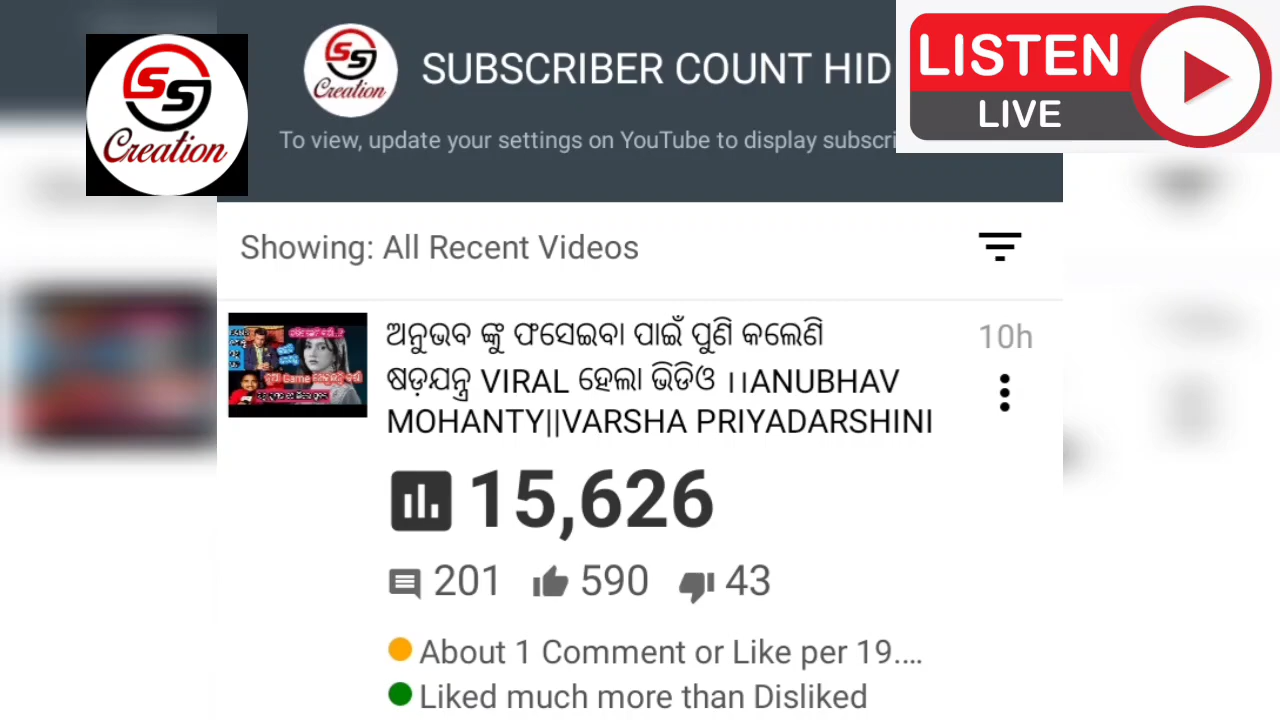 SS
Creation
SS
Creation
SUBSCRIBER COUNT HID
To view, update your settings on YouTube to display subscri
LISTEN
LIVE
Showing: All Recent Videos
ଅନୁଭବ ଙ୍କୁ ଫସେଇବା ପାଇଁ ପୁଣି କଲେଣି
ଷଡ଼ଯନ୍ତ୍ର VIRAL ହେଲା ଭିଡିଓ ।।ANUBHAV
MOHANTY||VARSHA PRIYADARSHINI
10h
15,626
201 590 43
About 1 Comment or Like per 19....
Liked much more than Disliked